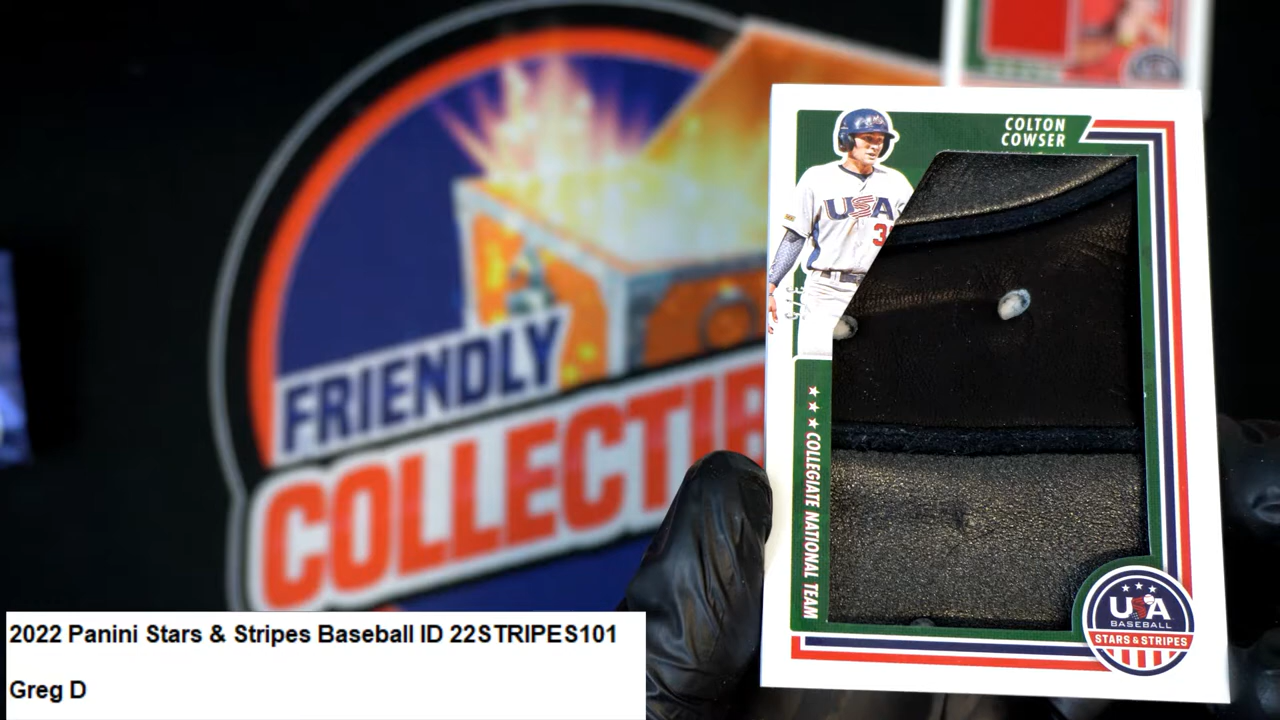 FRIENDLY
COLLECTIB
COLTON
COWSER
USA
COLLEGIATE NATIONAL TEAM
USA
BASEBALL
STARS & STRIPES
2022 Panini Stars & Stripes Baseball ID 22STRIPES101
Greg D